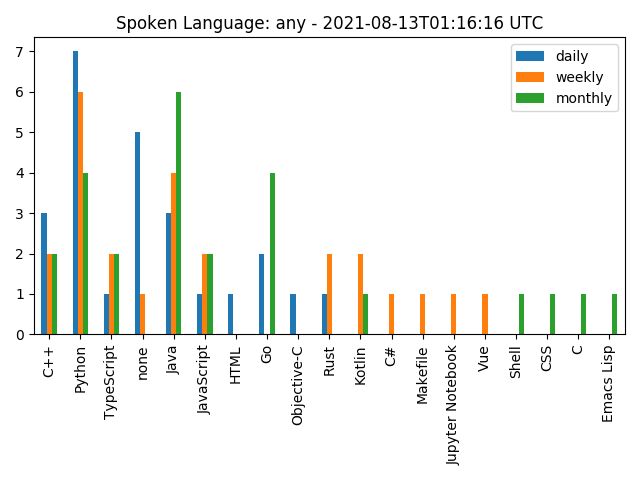 Spoken Language: any - 2021-08-13T01:16:16 UTC
daily
weekly
monthly
7
6
5
4
3
2
1
0
C++
Python
TypeScript
none
Java
JavaScript
HTML
Go
Objective-C
Rust
Kotlin
C#
Makefile
Jupyter Notebook
Vue
Shell
CSS
C
Emacs Lisp